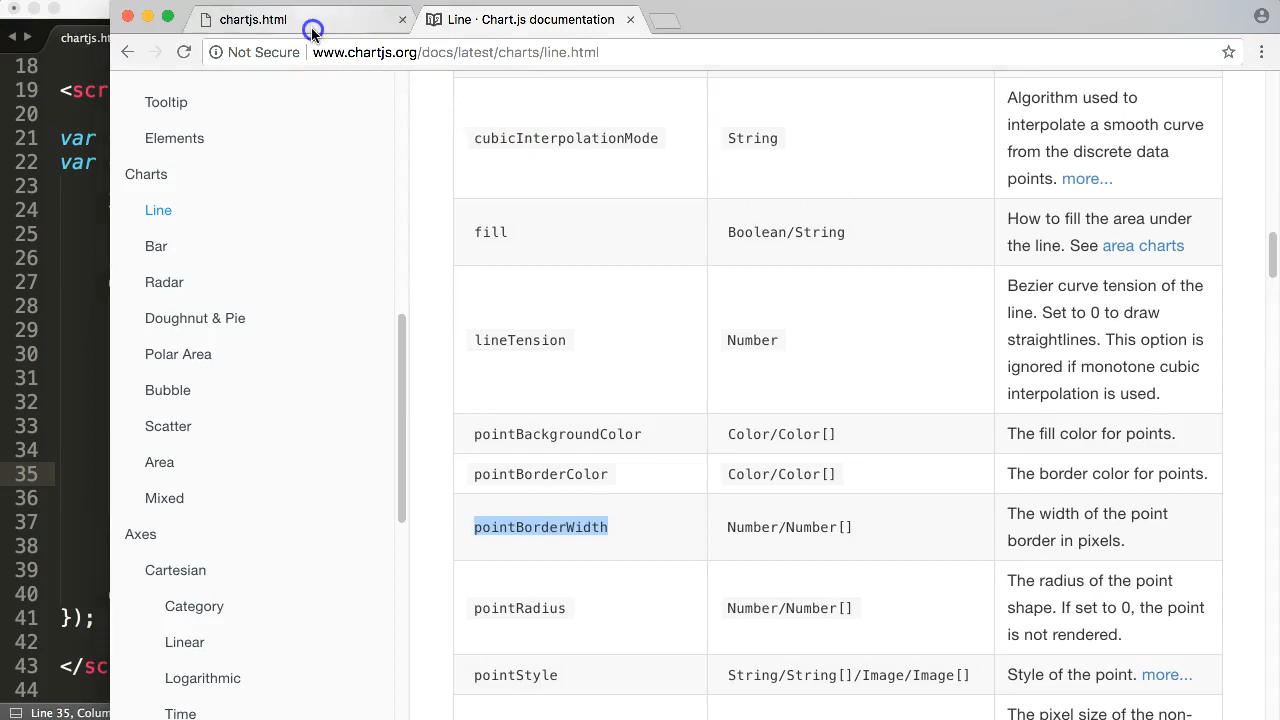 chartjs.html
Line · Chart.js documentation
Not Secure
www.chartjs.org/docs/latest/charts/line.html
chartjs.h
18
19 <scr
20
21 var
22 var
23
24
25
26
27
28
29
30
31
32
33
34
35
36
37
38
39
40
41 });
42
43 </sc
44
Line 35, Colum
Tooltip
Elements
Charts
Line
Bar
Radar
Doughnut & Pie
Polar Area
Bubble
Scatter
Area
Mixed
Axes
Cartesian
Category
Linear
Logarithmic
Time
cubicInterpolationMode
String
Algorithm used to
interpolate a smooth curve
from the discrete data
points. more...
fill
Boolean/String
How to fill the area under
the line. See area charts
lineTension
Number
Bezier curve tension of the
line. Set to 0 to draw
straightlines. This option is
ignored if monotone cubic
interpolation is used.
pointBackgroundColor
Color/Color[]
The fill color for points.
pointBorderColor
Color/Color[]
The border color for points.
pointBorderWidth
Number/Number[]
The width of the point
border in pixels.
pointRadius
Number/Number[]
The radius of the point
shape. If set to 0, the point
is not rendered.
pointStyle
String/String[]/Image/Image[]
Style of the point. more...
The pixel size of the non-